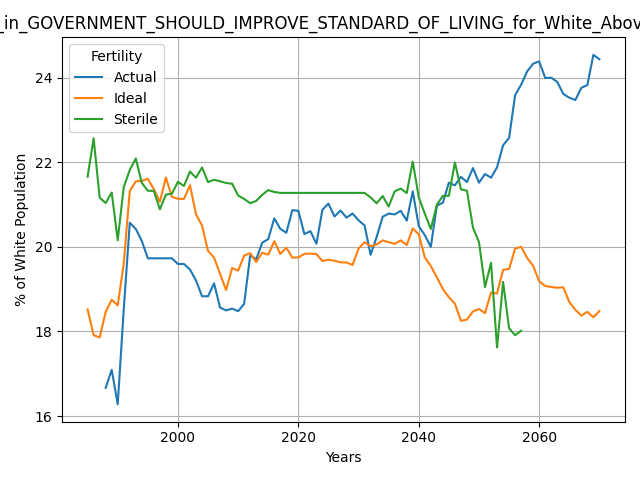 _in_GOVERNMENT_SHOULD_IMPROVE_STANDARD_OF_LIVING_for_White_Abov
Fertility
Actual
Ideal
Sterile
% of White Population
24
22
20
18
16
2000
2020
2040
2060
Years